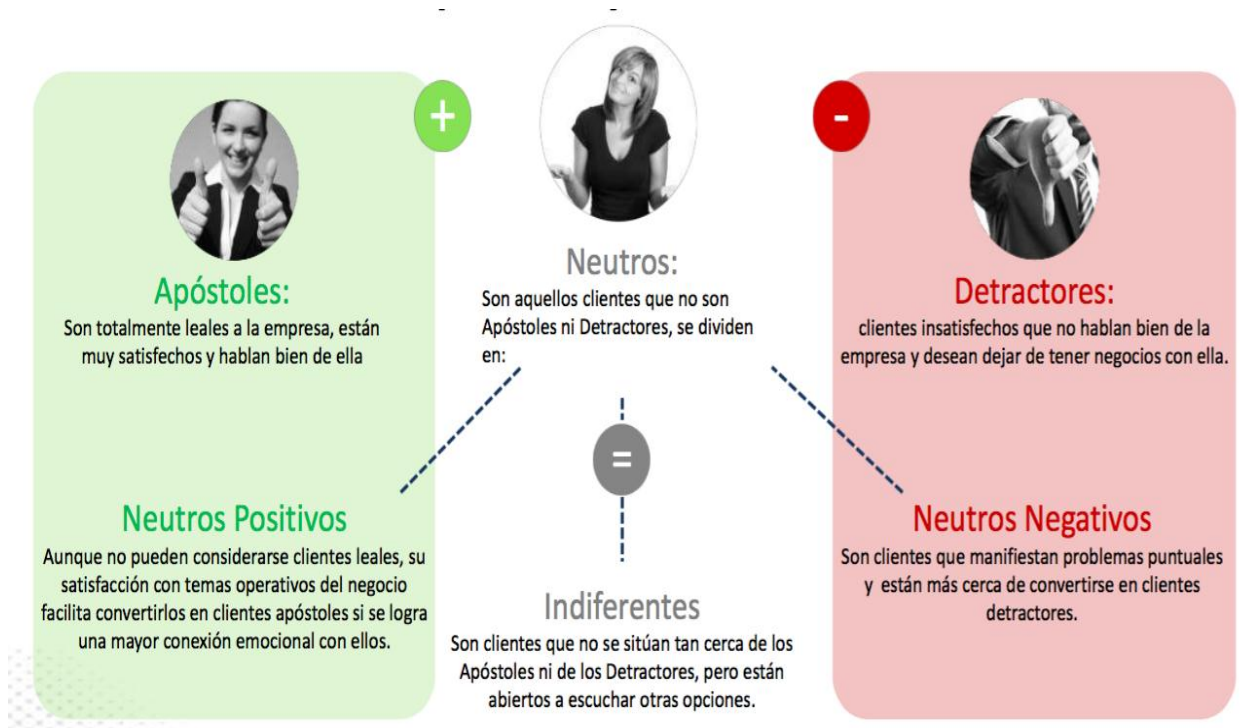 +
-
Apóstoles:
Son totalmente leales a la empresa, están
muy satisfechos y hablan bien de ella
Neutros:
Son aquellos clientes que no son
Apóstoles ni Detractores, se dividen
en:
Detractores:
clientes insatisfechos que no hablan bien de la
empresa y desean dejar de tener negocios con ella.
=
Neutros Positivos
Aunque no pueden considerarse clientes leales, su
satisfacción con temas operativos del negocio
facilita convertirlos en clientes apóstoles si se logra
una mayor conexión emocional con ellos.
Indiferentes
Son clientes que no se sitúan tan cerca de los
Apóstoles ni de los Detractores, pero están
abiertos a escuchar otras opciones.
Neutros Negativos
Son clientes que manifiestan problemas puntuales
y están más cerca de convertirse en clientes
detractores.